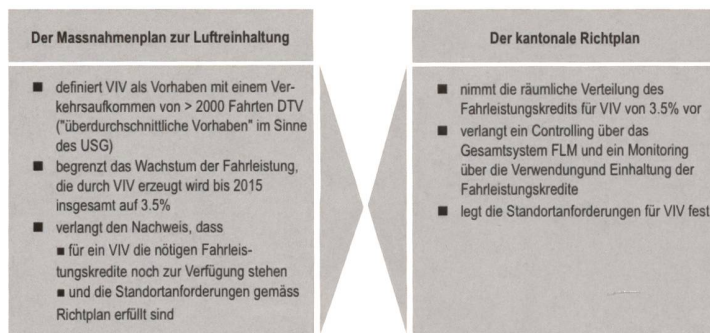 Der Massnahmenplan zur Luftreinhaltung
■ definiert VIV als Vorhaben mit einem Ver-
kehrsaufkommen von > 2000 Fahrten DTV
("überdurchschnittliche Vorhaben" im Sinne
des USG)
■ begrenzt das Wachstum der Fahrleistung,
die durch VIV erzeugt wird bis 2015
insgesamt auf 3.5%
■ verlangt den Nachweis, dass
■ für ein VIV die nötigen Fahrleis-
tungskredite noch zur Verfügung stehen
■ und die Standortanforderungen gemäss
Richtplan erfüllt sind
Der kantonale Richtplan
■ nimmt die räumliche Verteilung des
Fahrleistungskredits für VIV von 3.5% vor
■ verlangt ein Controlling über das
Gesamtsystem FLM und ein Monitoring
über die Verwendungund Einhaltung der
Fahrleistungskredite
■ legt die Standortanforderungen für VIV fest